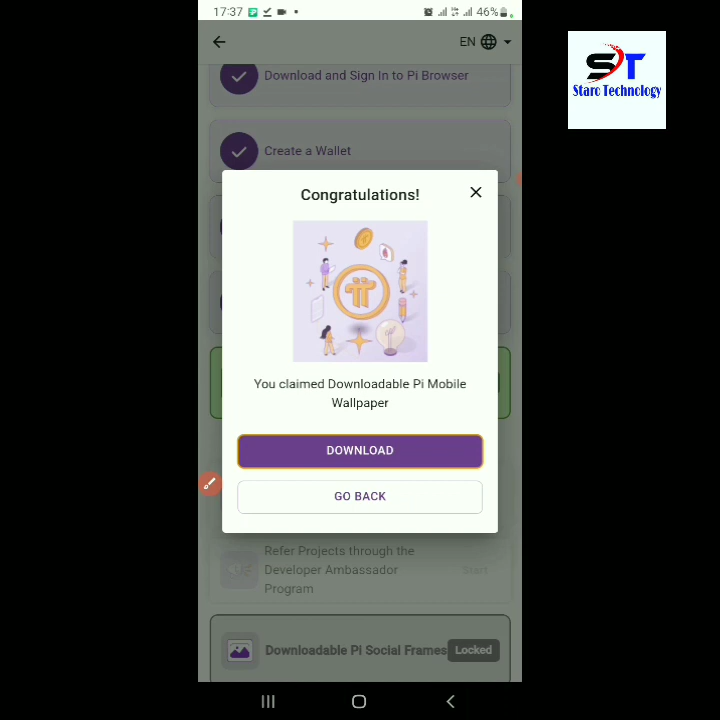 17:37
46%
EN
Download and Sign In to Pi Browser
Create a Wallet
Congratulations!
You claimed Downloadable Pi Mobile
Wallpaper
DOWNLOAD
GO BACK
Refer Projects through the
Developer Ambassador
Program
Start
Downloadable Pi Social Frames
Locked
ST
Starc Technology